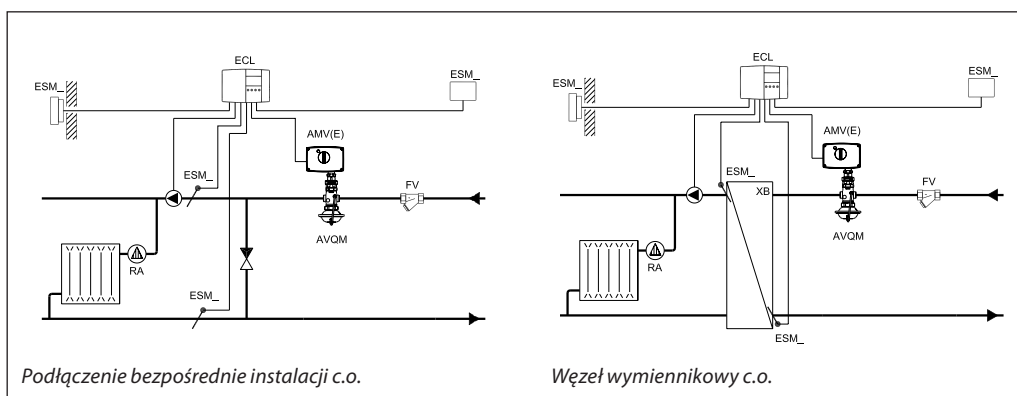 ECL
ESM_
ESM_
AMV(E)
ESM_
FV
AVQM
RA
ESM_
Podłączenie bezpośrednie instalacji c.o.
ECL
ESM_
ESM_
AMV(E)
ESM_
XB
FV
AVQM
RA
ESM_
Węzeł wymiennikowy c.o.